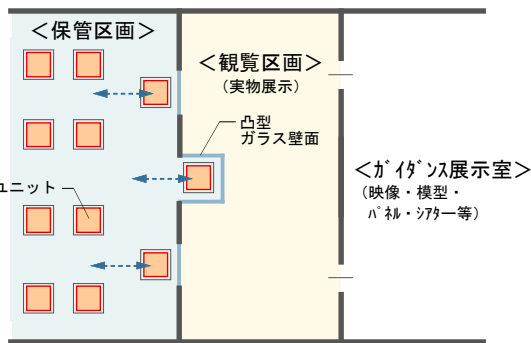 ＜保管区画＞
＜観覧区画＞
（実物展示）
凸型
ガラス壁面
ユニット
＜ｶﾞｲﾀﾞﾝｽ展示室＞
（映像・模型・
ﾊﾟﾈﾙ・ｼｱﾀｰ等）